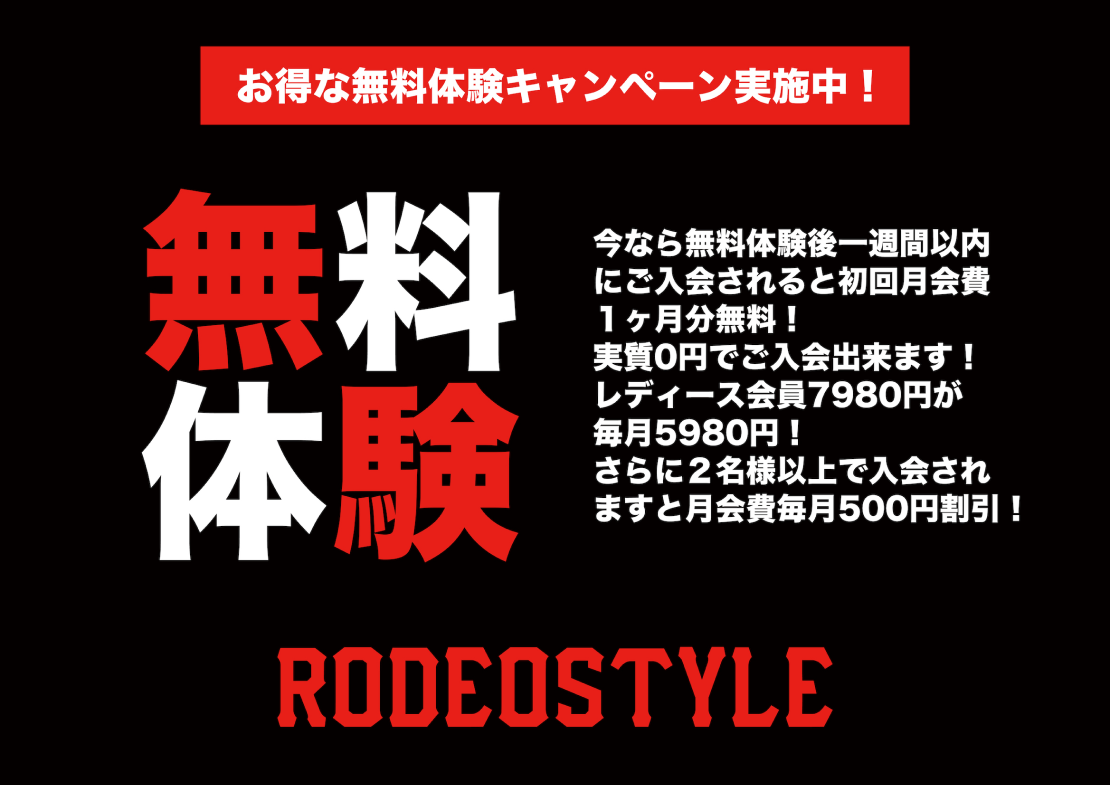 お得な無料体験キャンペーン実施中！
無料
体験
今なら無料体験後一週間以内
にご入会されると初回月会費
１ヶ月分無料！
実質0円でご入会出来ます！
レディース会員7980円が
毎月5980円！
さらに２名様以上で入会され
ますと月会費毎月500円割引！
RODEOSTYLE